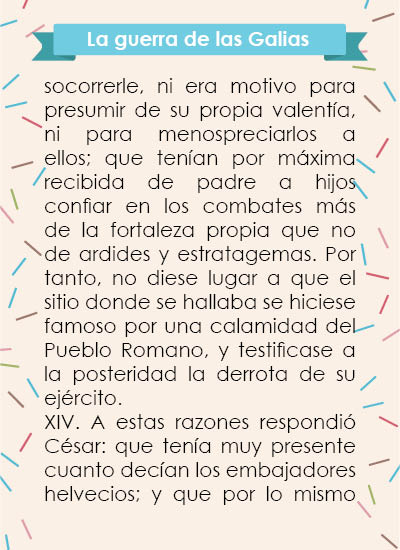 La guerra de las Galias
socorrerle, ni era motivo para
presumir de su propia valentía,
ni para menospreciarlos a
ellos; que tenían por máxima
recibida de padre a hijos
confiar en los combates más
de la fortaleza propia que no
de ardides y estratagemas. Por
tanto, no diese lugar a que el
sitio donde se hallaba se hiciese
famoso por una calamidad del
Pueblo Romano, y testificase a
la posteridad la derrota de su
ejército.
XIV. A estas razones respondió
César: que tenía muy presente
cuanto decían los embajadores
helvecios; y que por lo mismo